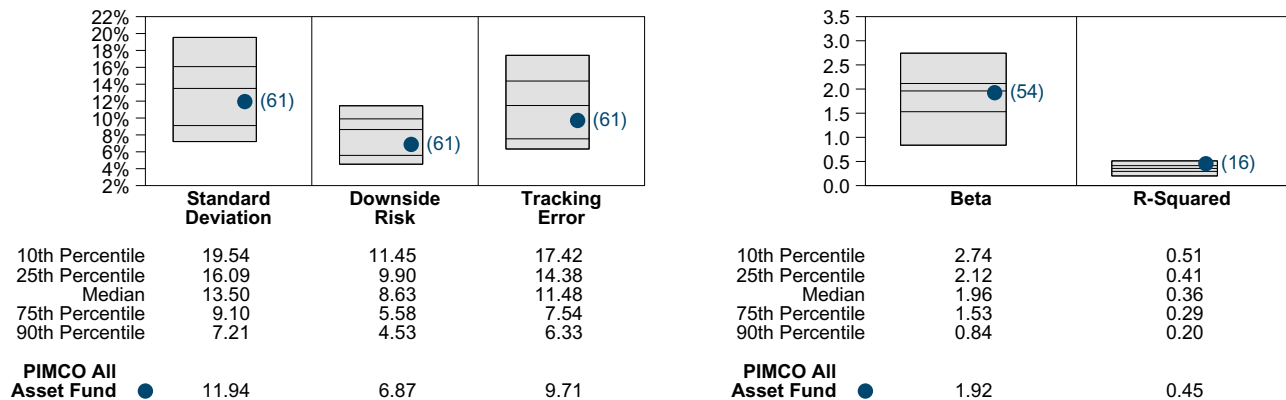 22%
20%
18%
16%
14%
12%
10%
8%
6%
4%
2%
(61)
(61)
(61)
Standard Deviation
Downside Risk
Tracking Error
10th Percentile 19.54 11.45 17.42
25th Percentile 16.09 9.90 14.38
Median 13.50 8.63 11.48
75th Percentile 9.10 5.58 7.54
90th Percentile 7.21 4.53 6.33
PIMCO All
Asset Fund 11.94 6.87 9.71
3.5
3.0
2.5
2.0
1.5
1.0
0.5
0.0
(54)
(16)
Beta
R-Squared
10th Percentile 2.74 0.51
25th Percentile 2.12 0.41
Median 1.96 0.36
75th Percentile 1.53 0.29
90th Percentile 0.84 0.20
PIMCO All
Asset Fund 1.92 0.45